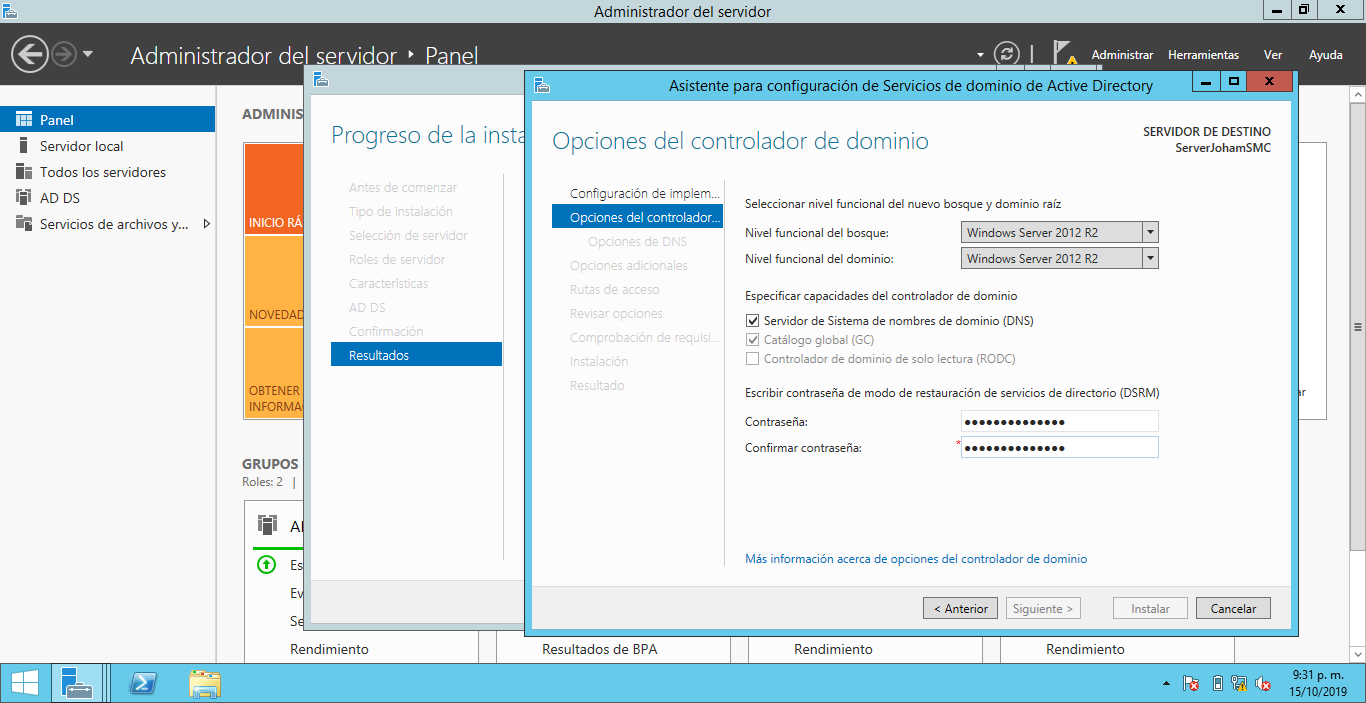 Administrador del servidor
Administrador del servidor ‣ Panel
Administrar Herramientas Ver Ayuda
Panel
Servidor local
Todos los servidores
AD DS
Servicios de archivos y...
ADMINIS
INICIO RÁ
NOVEDAD
OBTENER
INFORMA
GRUPOS
Roles: 2 |
Al
Es
Ev
Se
Rendimiento
Resultados de BPA
Rendimiento
Rendimiento
ar
Progreso de la insta
Antes de comenzar
Tipo de instalación
Selección de servidor
Roles de servidor
Características
AD DS
Confirmación
Resultados
Asistente para configuración de Servicios de dominio de Active Directory
Opciones del controlador de dominio
SERVIDOR DE DESTINO
ServerJohamSMC
Configuración de implem...
Opciones del controlador...
Opciones de DNS
Opciones adicionales
Rutas de acceso
Revisar opciones
Comprobación de requisi...
Instalación
Resultado
Seleccionar nivel funcional del nuevo bosque y dominio raíz
Nivel funcional del bosque: Windows Server 2012 R2
Nivel funcional del dominio: Windows Server 2012 R2
Especificar capacidades del controlador de dominio
Servidor de Sistema de nombres de dominio (DNS)
Catálogo global (GC)
Controlador de dominio de solo lectura (RODC)
Escribir contraseña de modo de restauración de servicios de directorio (DSRM)
Contraseña: ●●●●●●●●●●●●●●
Confirmar contraseña: *●●●●●●●●●●●●●●
Más información acerca de opciones del controlador de dominio
< Anterior Siguiente > Instalar Cancelar
9:31 p. m.
15/10/2019